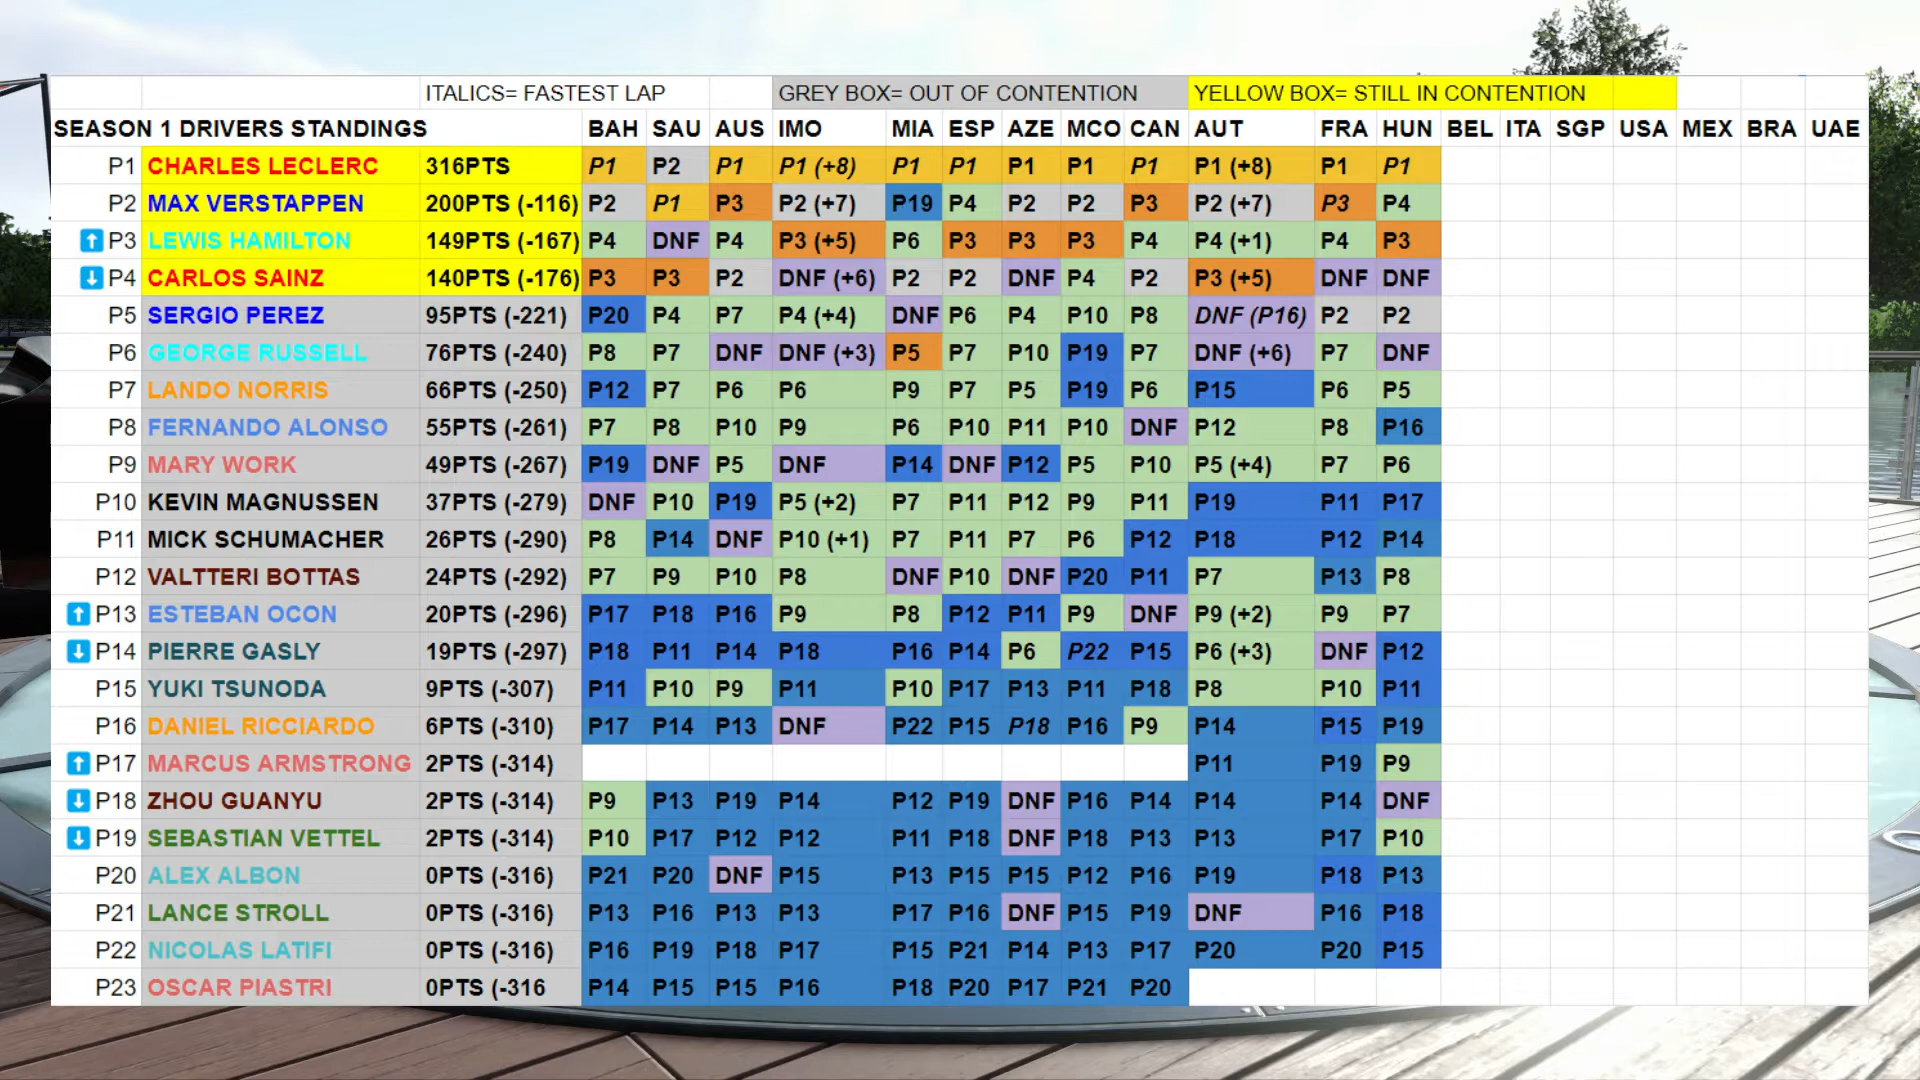 ITALICS= FASTEST LAP GREY BOX= OUT OF CONTENTION YELLOW BOX= STILL IN CONTENTION
SEASON 1 DRIVERS STANDINGS BAH SAU AUS IMO MIA ESP AZE MCO CAN AUT FRA HUN BEL ITA SGP USA MEX BRA UAE
P1 CHARLES LECLERC 316PTS P1 P2 P1 P1 (+8) P1 P1 P1 P1 P1 P1 (+8) P1 P1
P2 MAX VERSTAPPEN 200PTS (-116) P2 P1 P3 P2 (+7) P19 P4 P2 P2 P3 P2 (+7) P3 P4
P3 LEWIS HAMILTON 149PTS (-167) P4 DNF P4 P3 (+5) P6 P3 P3 P3 P4 P4 (+1) P4 P3
P4 CARLOS SAINZ 140PTS (-176) P3 P3 P2 DNF (+6) P2 P2 DNF P4 P2 P3 (+5) DNF DNF
P5 SERGIO PEREZ 95PTS (-221) P20 P4 P7 P4 (+4) DNF P6 P4 P10 P8 DNF (P16) P2 P2
P6 GEORGE RUSSELL 76PTS (-240) P8 P7 DNF DNF (+3) P5 P7 P10 P19 P7 DNF (+6) P7 DNF
P7 LANDO NORRIS 66PTS (-250) P12 P7 P6 P6 P9 P7 P5 P19 P6 P15 P6 P5
P8 FERNANDO ALONSO 55PTS (-261) P7 P8 P10 P9 P6 P10 P11 P10 DNF P12 P8 P16
P9 MARY WORK 49PTS (-267) P19 DNF P5 DNF P14 DNF P12 P5 P10 P5 (+4) P7 P6
P10 KEVIN MAGNUSSEN 37PTS (-279) DNF P10 P19 P5 (+2) P7 P11 P12 P9 P11 P19 P11 P17
P11 MICK SCHUMACHER 26PTS (-290) P8 P14 DNF P10 (+1) P7 P11 P7 P6 P12 P18 P12 P14
P12 VALTTERI BOTTAS 24PTS (-292) P7 P9 P10 P8 DNF P10 DNF P20 P11 P7 P13 P8
P13 ESTEBAN OCON 20PTS (-296) P17 P18 P16 P9 P8 P12 P11 P9 DNF P9 (+2) P9 P7
P14 PIERRE GASLY 19PTS (-297) P18 P11 P14 P18 P16 P14 P6 P22 P15 P6 (+3) DNF P12
P15 YUKI TSUNODA 9PTS (-307) P11 P10 P9 P11 P10 P17 P13 P11 P18 P8 P10 P11
P16 DANIEL RICCIARDO 6PTS (-310) P17 P14 P13 DNF P22 P15 P18 P16 P9 P14 P15 P19
P17 MARCUS ARMSTRONG 2PTS (-314) P11 P19 P9
P18 ZHOU GUANYU 2PTS (-314) P9 P13 P19 P14 P12 P19 DNF P16 P14 P14 P14 DNF
P19 SEBASTIAN VETTEL 2PTS (-314) P10 P17 P12 P12 P11 P18 DNF P18 P13 P13 P17 P10
P20 ALEX ALBON 0PTS (-316) P21 P20 DNF P15 P13 P15 P15 P12 P16 P19 P18 P13
P21 LANCE STROLL 0PTS (-316) P13 P16 P13 P13 P17 P16 DNF P15 P19 DNF P16 P18
P22 NICOLAS LATIFI 0PTS (-316) P16 P19 P18 P17 P15 P21 P14 P13 P17 P20 P20 P15
P23 OSCAR PIASTRI 0PTS (-316 P14 P15 P15 P16 P18 P20 P17 P21 P20